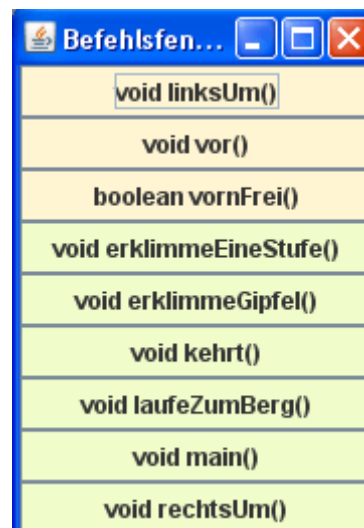 Befehlsfen...
void linksUm()
void vor()
boolean vornFrei()
void erklimmeEineStufe()
void erklimmeGipfel()
void kehrt()
void laufeZumBerg()
void main()
void rechtsUm()